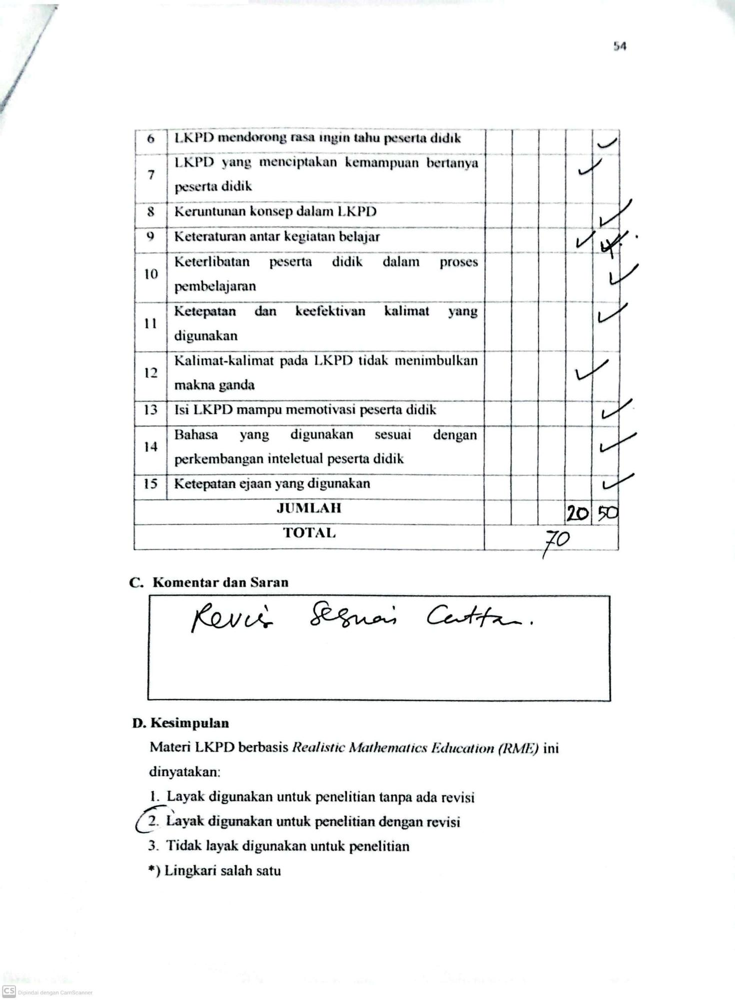 54
6 LKPD mendorong rasa ingin tahu peserta didik ✓
7 LKPD yang menciptakan kemampuan bertanya
peserta didik ✓
8 Keruntunan konsep dalam LKPD ✓
9 Keteraturan antar kegiatan belajar ✓
10 Keterlibatan peserta didik dalam proses
pembelajaran ✓
11 Ketepatan dan keefektivan kalimat yang
digunakan ✓
12 Kalimat-kalimat pada LKPD tidak menimbulkan
makna ganda ✓
13 Isi LKPD mampu memotivasi peserta didik ✓
14 Bahasa yang digunakan sesuai dengan
perkembangan inteletual peserta didik ✓
15 Ketepatan ejaan yang digunakan ✓
JUMLAH 20 50
TOTAL 70
C. Komentar dan Saran
Revisi Sesuai
D. Kesimpulan
Materi LKPD berbasis Realistic Mathematics Education (RME) ini
dinyatakan:
1. Layak digunakan untuk penelitian tanpa ada revisi
2. Layak digunakan untuk penelitian dengan revisi
3. Tidak layak digunakan untuk penelitian
*) Lingkari salah satu
CS Dipindai dengan CamScanner